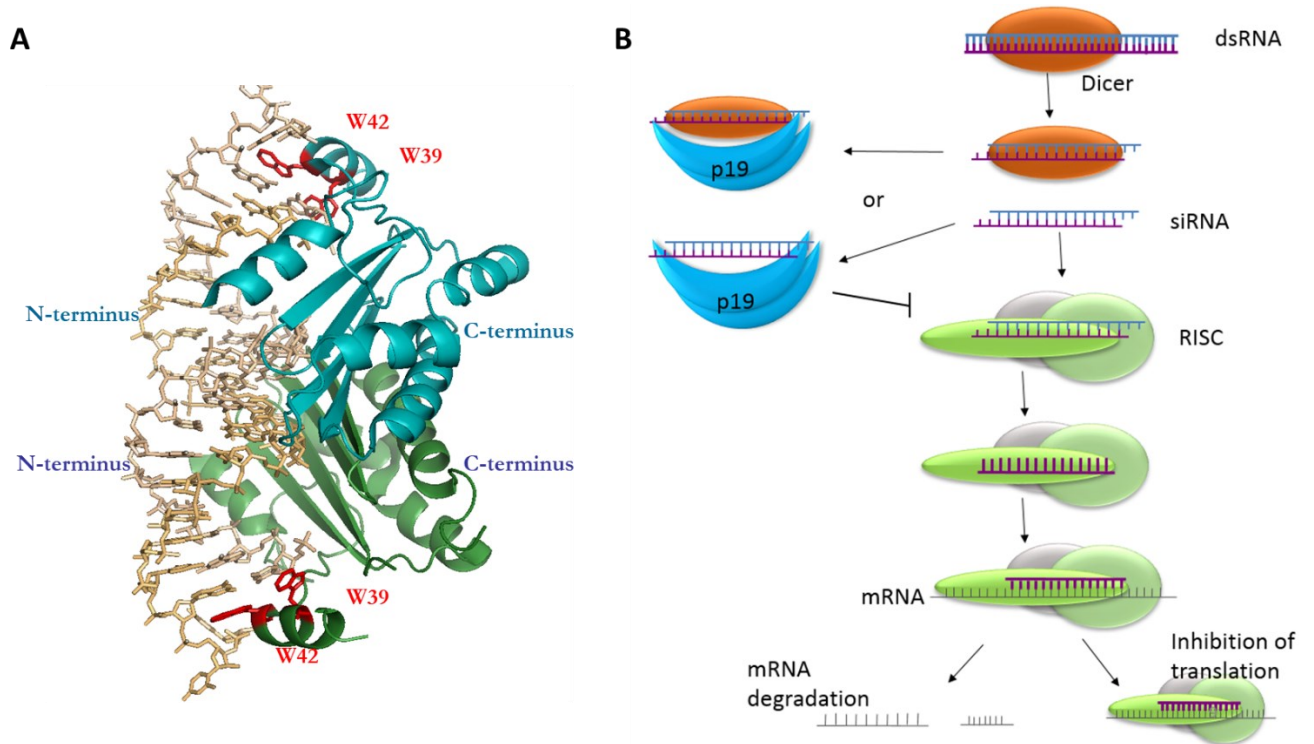 A
W42
W39
N-terminus
C-terminus
N-terminus
C-terminus
W39
W42
B
dsRNA
Dicer
p19
or
siRNA
p19
RISC
mRNA
Inhibition of
translation
mRNA
degradation